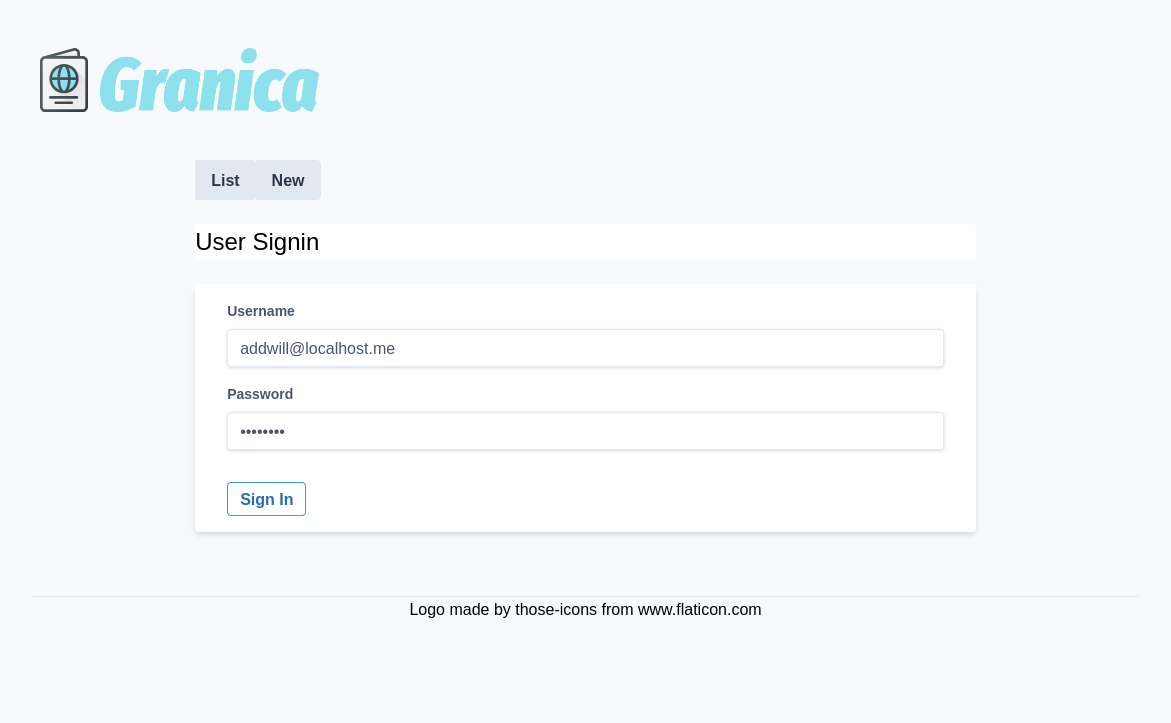 Granica
List New
User Signin
Username
addwill@localhost.me
Password
••••••••
Sign In
Logo made by those-icons from www.flaticon.com